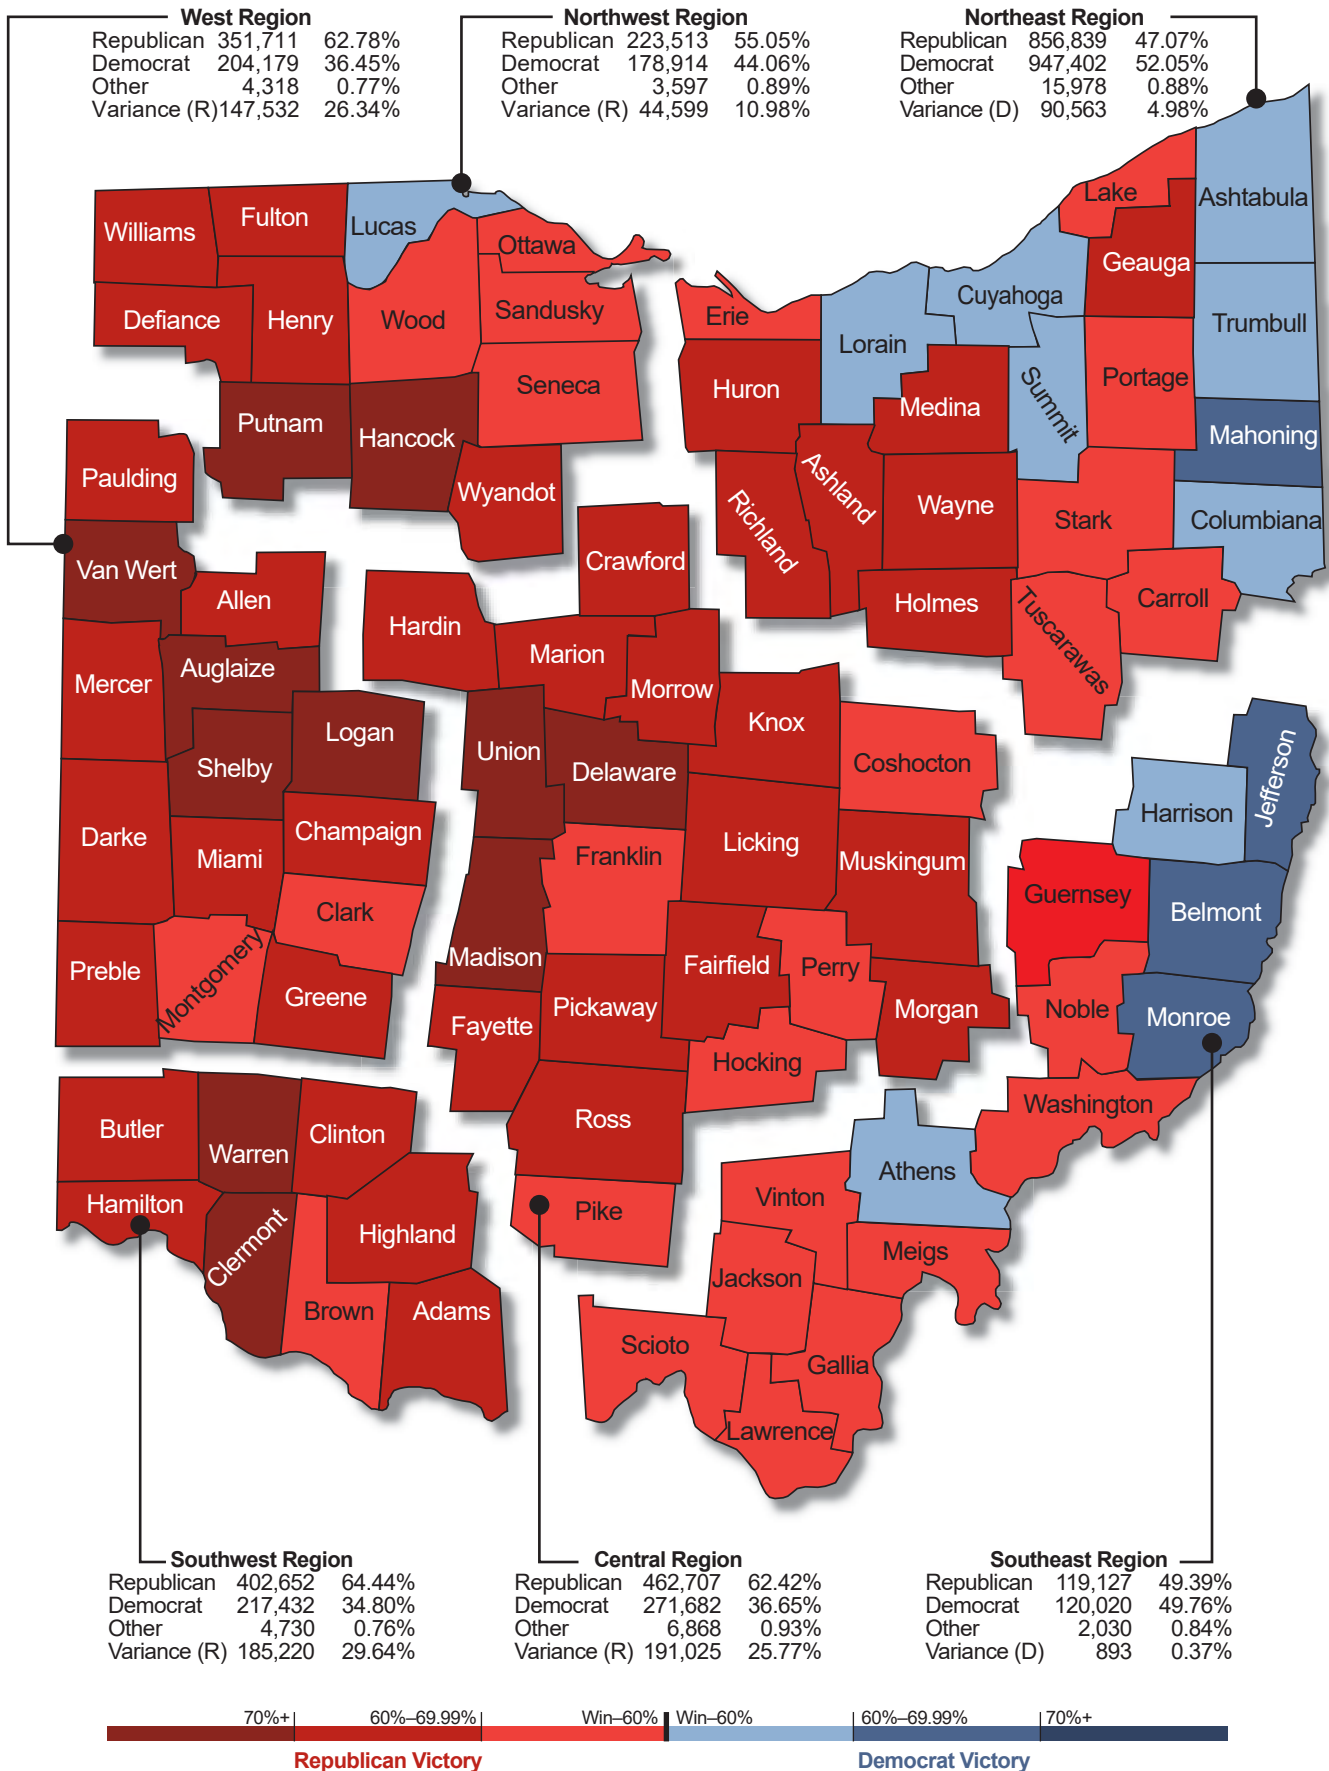 West Region
Republican 351,711 62.78%
Democrat 204,179 36.45%
Other 4,318 0.77%
Variance (R) 147,532 26.34%
Northwest Region
Republican 223,513 55.05%
Democrat 178,914 44.06%
Other 3,597 0.89%
Variance (R) 44,599 10.98%
Northeast Region
Republican 856,839 47.07%
Democrat 947,402 52.05%
Other 15,978 0.88%
Variance (D) 90,563 4.98%
Williams
Fulton
Lucas
Ottawa
Defiance
Henry
Wood
Sandusky
Seneca
Putnam
Hancock
Wyandot
Lake
Ashtabula
Geauga
Cuyahoga
Erie
Lorain
Trumbull
Huron
Medina
Summit
Portage
Mahoning
Richland
Ashland
Wayne
Stark
Columbiana
Holmes
Tuscarawas
Carroll
Paulding
Van Wert
Allen
Mercer
Auglaize
Logan
Shelby
Darke
Miami
Champaign
Clark
Preble
Montgomery
Greene
Crawford
Hardin
Marion
Morrow
Knox
Union
Delaware
Coshocton
Franklin
Licking
Muskingum
Madison
Fairfield
Perry
Pickaway
Fayette
Morgan
Hocking
Ross
Pike
Jefferson
Harrison
Guernsey
Belmont
Noble
Monroe
Washington
Athens
Vinton
Meigs
Jackson
Scioto
Gallia
Lawrence
Butler
Warren
Clinton
Hamilton
Clermont
Highland
Brown
Adams
Southwest Region
Republican 402,652 64.44%
Democrat 217,432 34.80%
Other 4,730 0.76%
Variance (R) 185,220 29.64%
Central Region
Republican 462,707 62.42%
Democrat 271,682 36.65%
Other 6,868 0.93%
Variance (R) 191,025 25.77%
Southeast Region
Republican 119,127 49.39%
Democrat 120,020 49.76%
Other 2,030 0.84%
Variance (D) 893 0.37%
70%+ 60%–69.99% Win–60% Win–60% 60%–69.99% 70%+
Republican Victory Democrat Victory